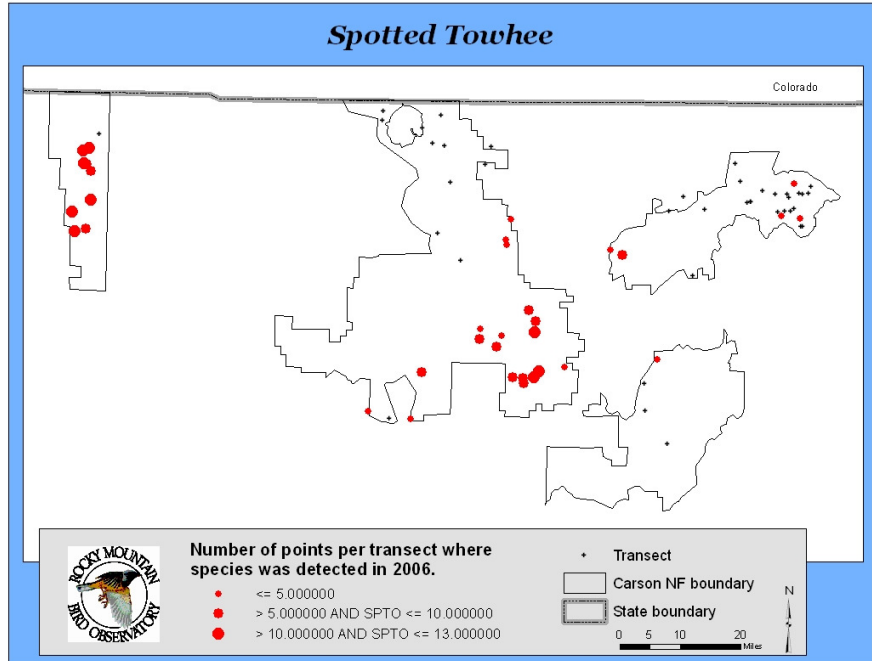 Spotted Towhee
Colorado
ROCKY MOUNTAIN
BIRD OBSERVATORY
Number of points per transect where
species was detected in 2006.
<= 5.000000
> 5.000000 AND SPTO <= 10.000000
> 10.000000 AND SPTO <= 13.000000
Transect
Carson NF boundary
State boundary
0 5 10 20
Miles
N